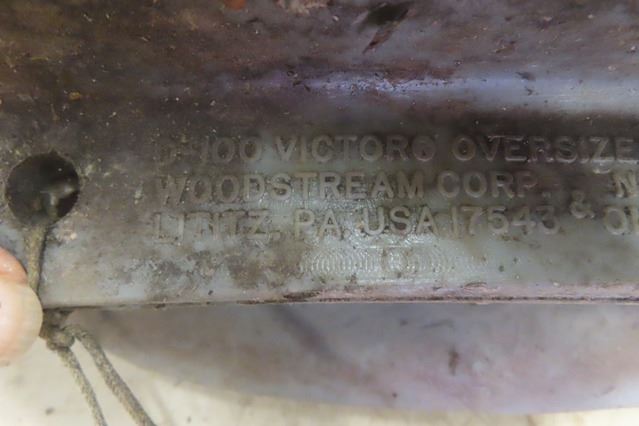 VICTOR® OVERSIZE
WOODSTREAM CORP., N
LITITZ, PA. USA 17543 &